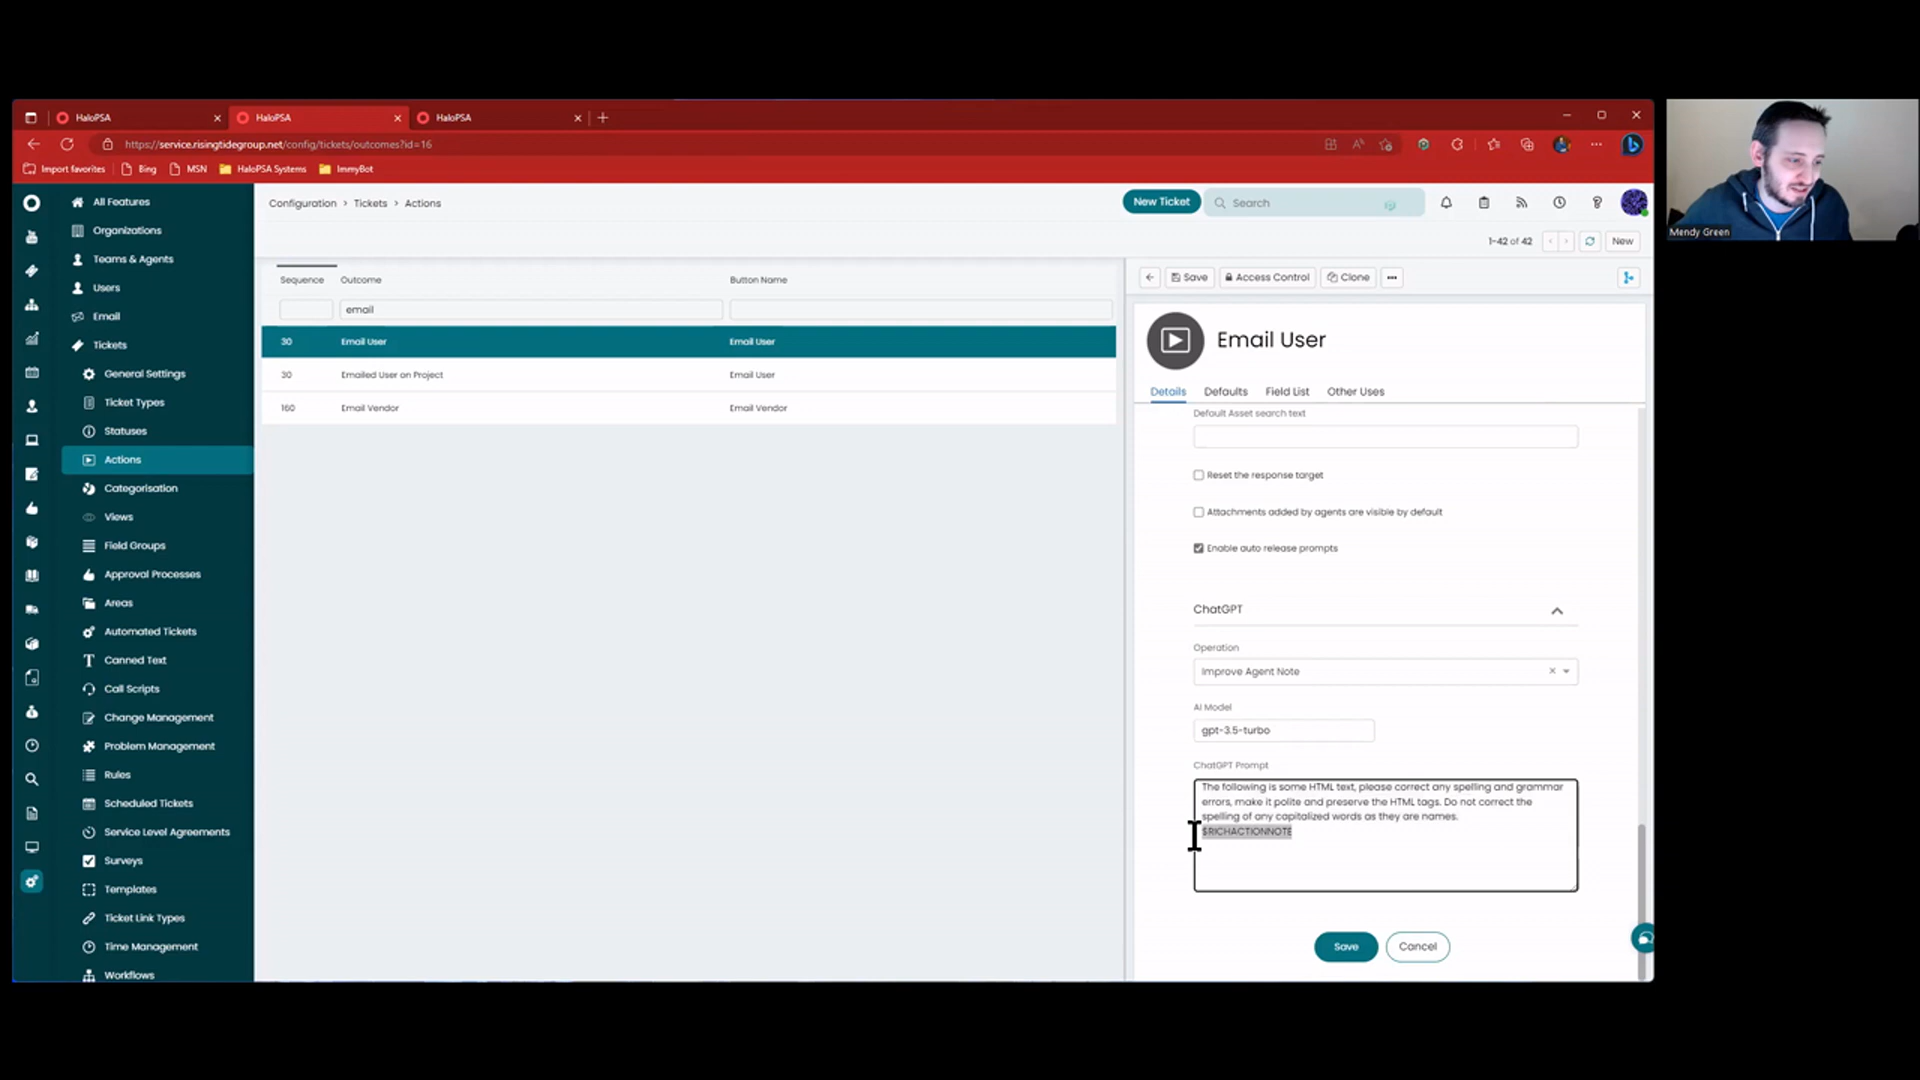 HaloPSA
HaloPSA
HaloPSA
https://service.risingtidegroup.net/config/tickets/outcomes?id=16
Import favorites
Bing
MSN
HaloPSA Systems
ImmyBot
All Features
Organizations
Teams & Agents
Users
Email
Tickets
General Settings
Ticket Types
Statuses
Actions
Categorisation
Views
Field Groups
Approval Processes
Areas
Automated Tickets
Canned Text
Call Scripts
Change Management
Problem Management
Rules
Scheduled Tickets
Service Level Agreements
Surveys
Templates
Ticket Link Types
Time Management
Workflows
Configuration > Tickets > Actions
New Ticket
Search
1-42 of 42
New
Sequence Outcome Button Name
email
30 Email User Email User
30 Emailed User on Project Email User
160 Email Vendor Email Vendor
Save
Access Control
Clone
Email User
Details Defaults Field List Other Uses
Default Asset search text
Reset the response target
Attachments added by agents are visible by default
Enable auto release prompts
ChatGPT
Operation
Improve Agent Note
AI Model
gpt-3.5-turbo
ChatGPT Prompt
The following is some HTML text, please correct any spelling and grammar
errors, make it polite and preserve the HTML tags. Do not correct the
spelling of any capitalized words as they are names.
$RICHACTIONNOTE
Save
Cancel
Mendy Green